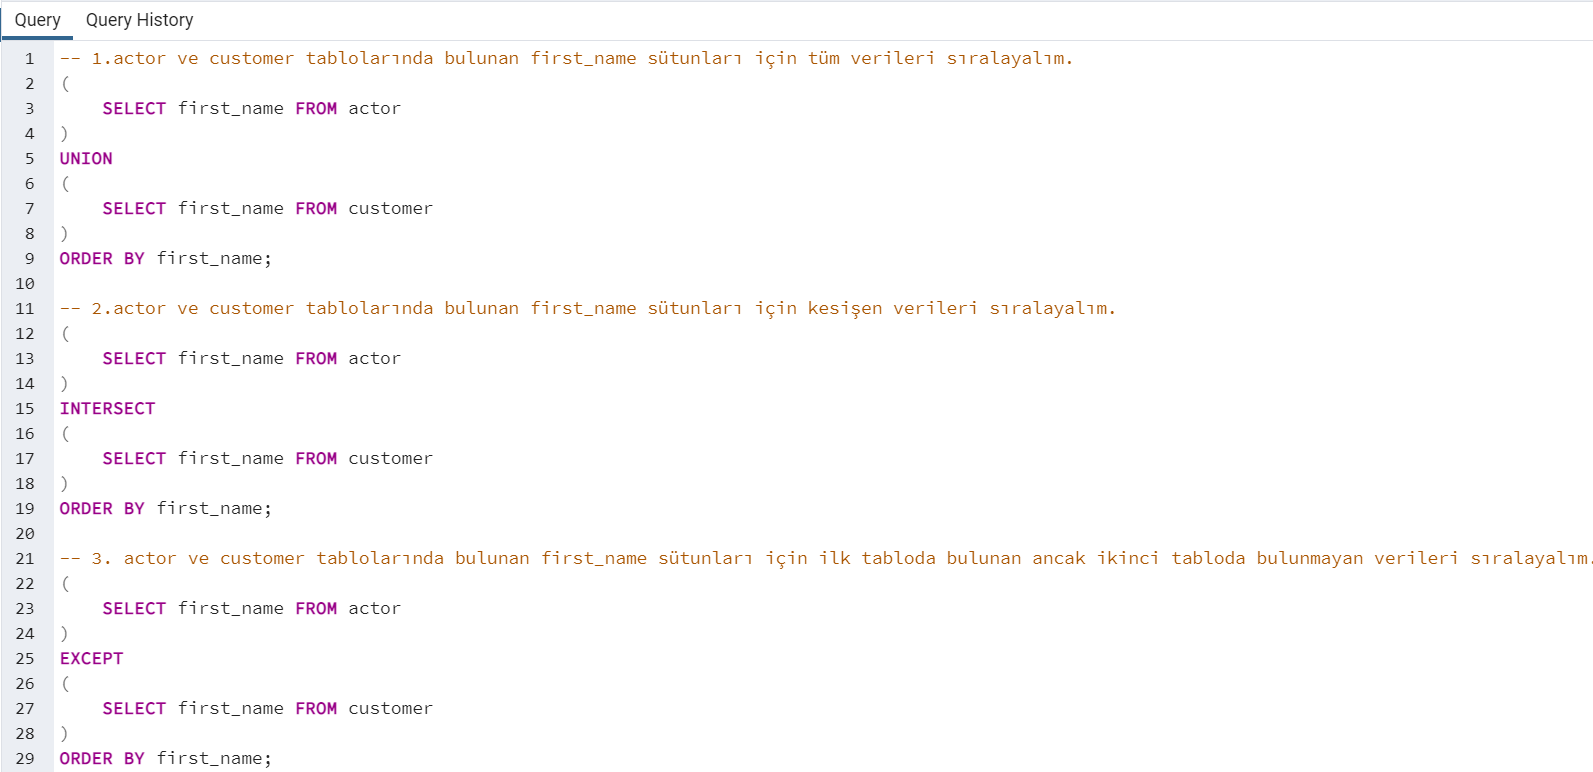 Query Query History
1 -- 1.actor ve customer tablolarında bulunan first_name sütunları için tüm verileri sıralayalım.
2 (
3 SELECT first_name FROM actor
4 )
5 UNION
6 (
7 SELECT first_name FROM customer
8 )
9 ORDER BY first_name;
10
11 -- 2.actor ve customer tablolarında bulunan first_name sütunları için kesişen verileri sıralayalım.
12 (
13 SELECT first_name FROM actor
14 )
15 INTERSECT
16 (
17 SELECT first_name FROM customer
18 )
19 ORDER BY first_name;
20
21 -- 3. actor ve customer tablolarında bulunan first_name sütunları için ilk tabloda bulunan ancak ikinci tabloda bulunmayan verileri sıralayalım.
22 (
23 SELECT first_name FROM actor
24 )
25 EXCEPT
26 (
27 SELECT first_name FROM customer
28 )
29 ORDER BY first_name;